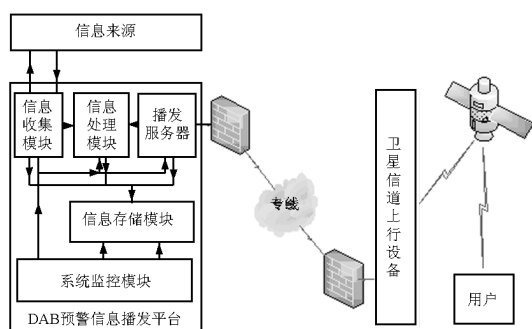 信息来源
信息
收集
模块
信息
处理
模块
播发
服务器
信息存储模块
系统监控模块
DAB预警信息播发平台
专线
卫星信道上行设备
用户